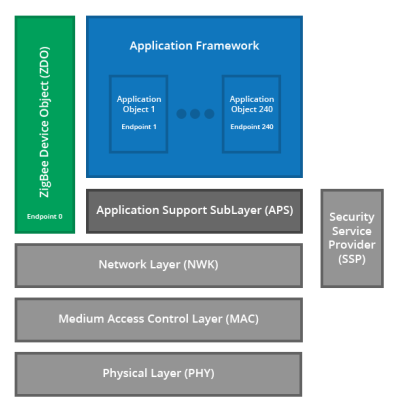 ZigBee Device Object (ZDO)
Endpoint 0
Application Framework
Application
Object 1
Endpoint 1
Application
Object 240
Endpoint 240
Application Support SubLayer (APS)
Security
Service
Provider
(SSP)
Network Layer (NWK)
Medium Access Control Layer (MAC)
Physical Layer (PHY)